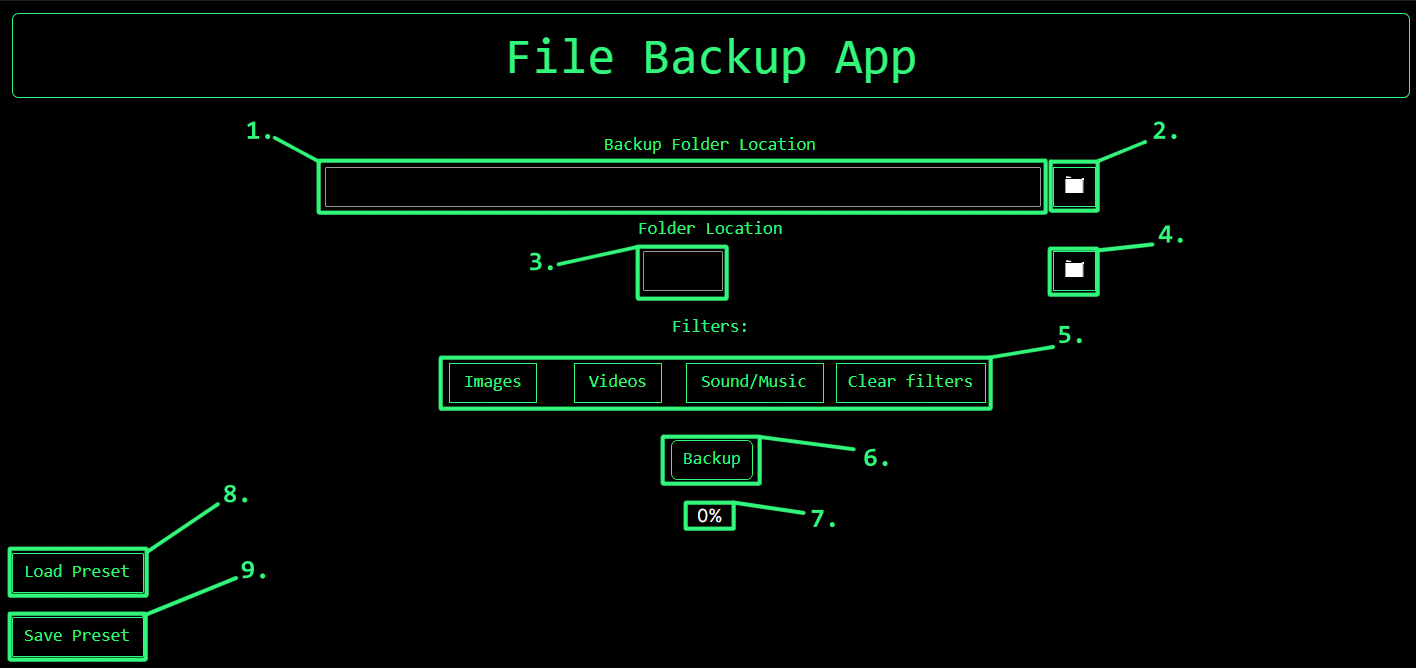 File Backup App
1.
2.
Backup Folder Location
Folder Location
3.
4.
Filters:
5.
Images Videos Sound/Music Clear filters
Backup
6.
0%
7.
8.
Load Preset
9.
Save Preset